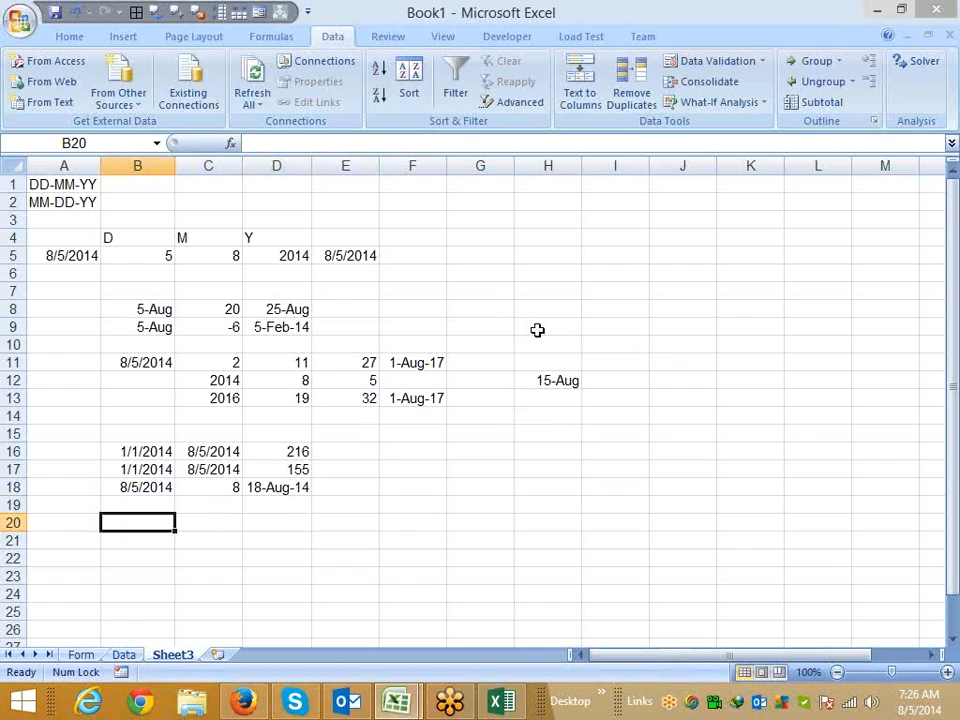 Book1 - Microsoft Excel
Home Insert Page Layout Formulas Data Review View Developer Load Test Team
From Access
From Web
From Text
From Other Sources
Existing Connections
Get External Data
Refresh All
Connections
Properties
Edit Links
Connections
Sort
Filter
Clear
Reapply
Advanced
Sort & Filter
Text to Columns
Remove Duplicates
Data Validation
Consolidate
What-If Analysis
Data Tools
Group
Ungroup
Subtotal
Outline
Solver
Analysis
B20 fx
A B C D E F G H I J K L M
1 DD-MM-YY
2 MM-DD-YY
3
4 D M Y
5 8/5/2014 5 8 2014 8/5/2014
6
7
8 5-Aug 20 25-Aug
9 5-Aug -6 5-Feb-14
10
11 8/5/2014 2 11 27 1-Aug-17
12 2014 8 5 15-Aug
13 2016 19 32 1-Aug-17
14
15
16 1/1/2014 8/5/2014 216
17 1/1/2014 8/5/2014 155
18 8/5/2014 8 18-Aug-14
19
20
21
22
23
24
25
26
27
Form Data Sheet3
Ready Num Lock 100%
Desktop Links 7:26 AM
8/5/2014